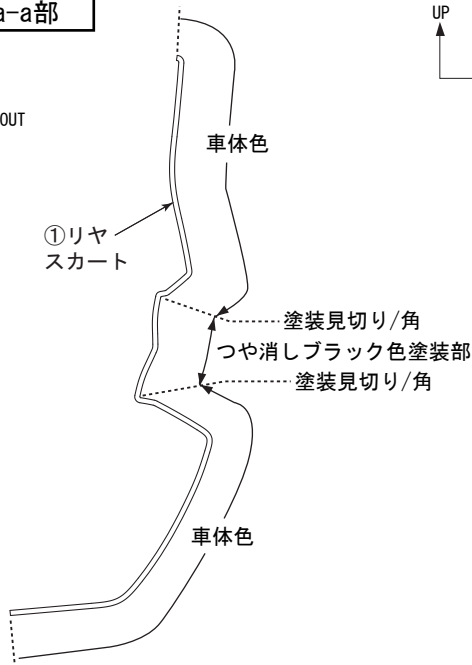 a-a部
UP
OUT
車体色
①リヤ
スカート
塗装見切り/角
つや消しブラック色塗装部
塗装見切り/角
車体色